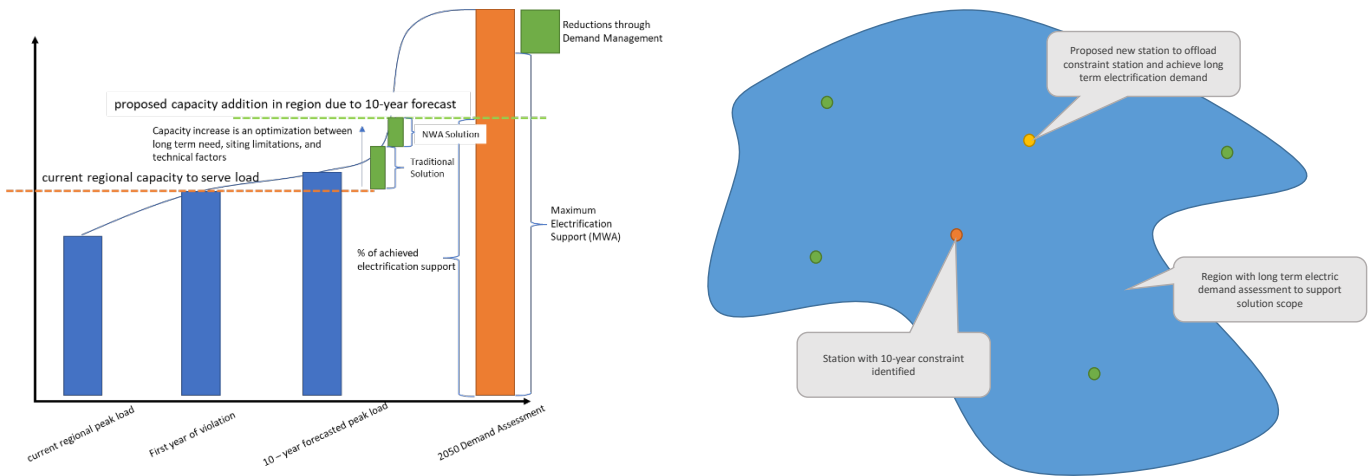 Reductions through
Demand Management
proposed capacity addition in region due to 10-year forecast
Capacity increase is an optimization between
long term need, siting limitations, and
technical factors
NWA Solution
Traditional
Solution
current regional capacity to serve load
Maximum
Electrification
Support (MWA)
% of achieved
electrification support
current regional peak load
First year of violation
10 – year forecasted peak load
2050 Demand Assessment
Proposed new station to offload
constraint station and achieve long
term electrification demand
Region with long term electric
demand assessment to support
solution scope
Station with 10-year constraint
identified